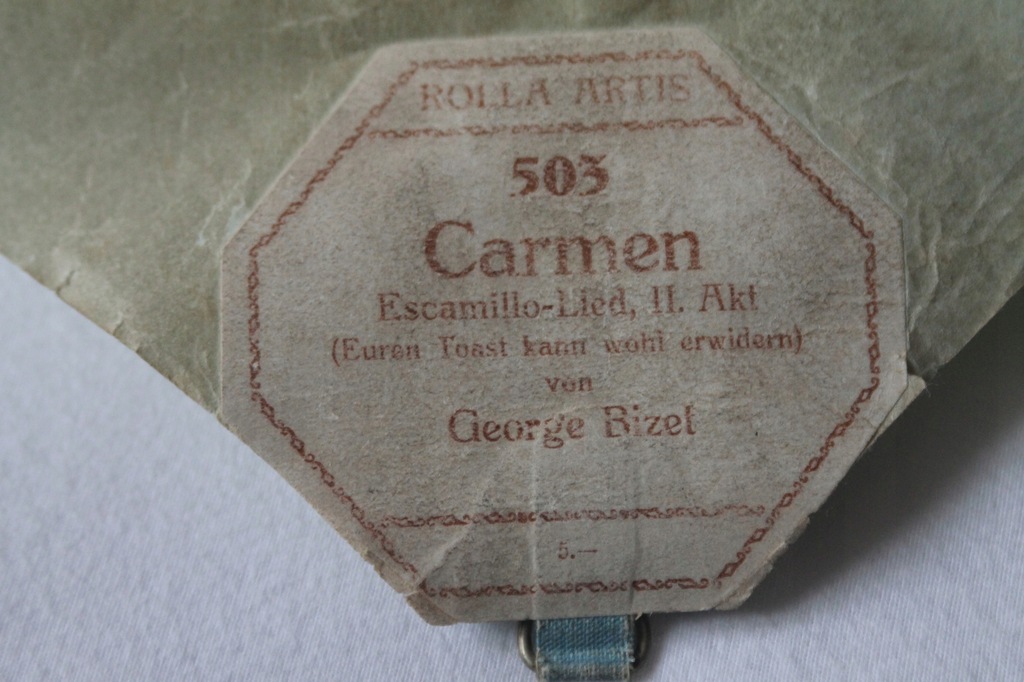 ROLLA ARTIS
503
Carmen
Escamillo-Lied, II. Akt
(Euren Toast kann wohl erwidern)
von
George Bizet
5.—